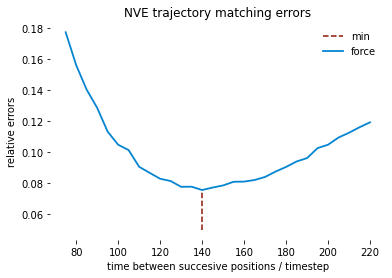 NVE trajectory matching errors
min
force
0.18
0.16
0.14
0.12
0.10
0.08
0.06
relative errors
80 100 120 140 160 180 200 220
time between succesive positions / timestep